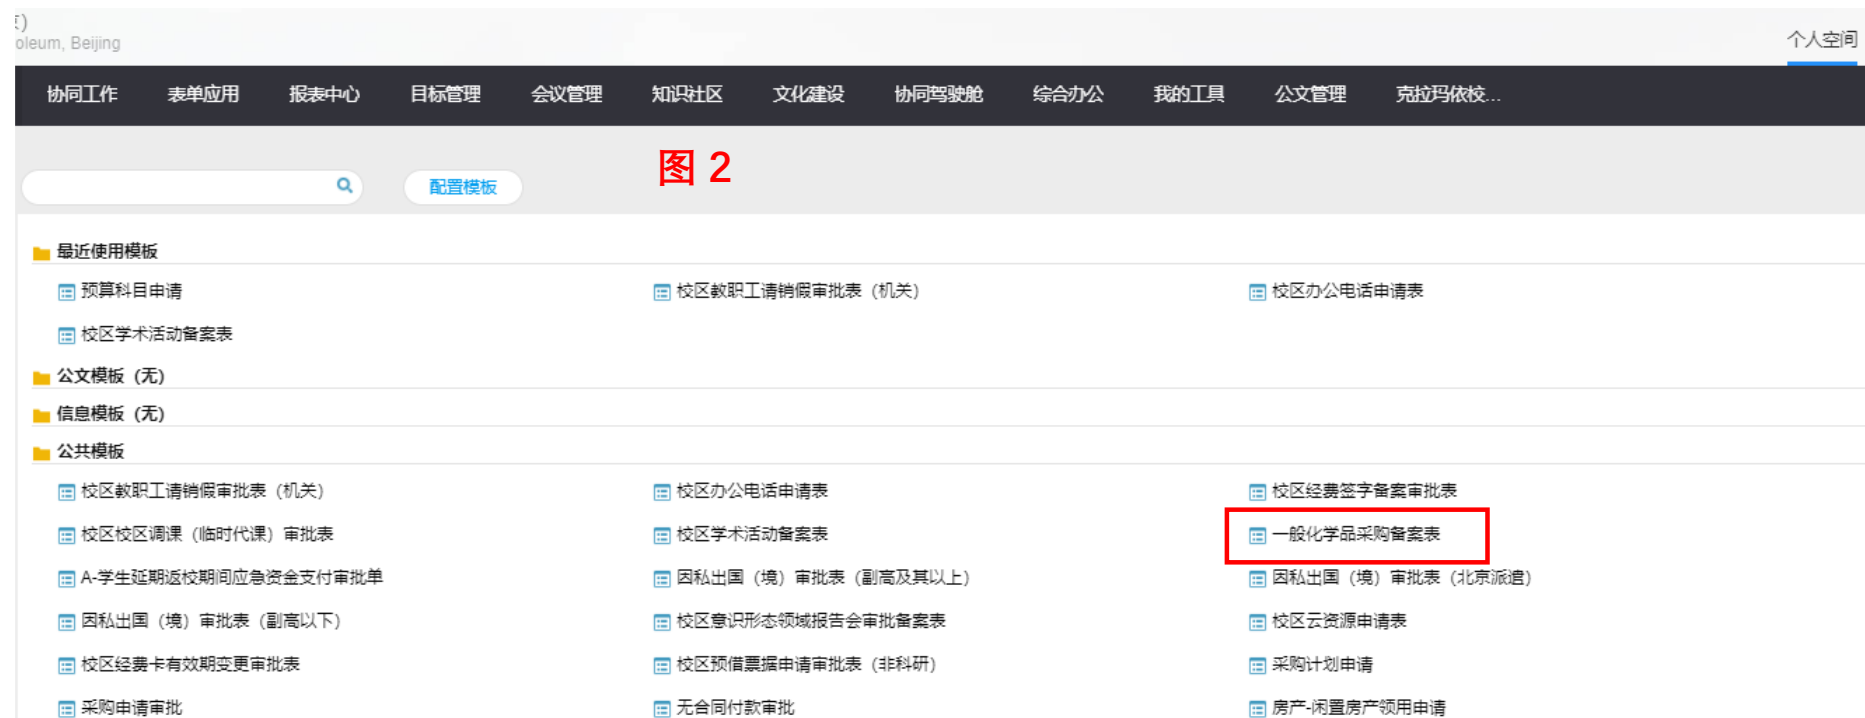 京)
oleum, Beijing
个人空间
协同工作 表单应用 报表中心 目标管理 会议管理 知识社区 文化建设 协同驾驶舱 综合办公 我的工具 公文管理 克拉玛依校...
图 2
配置模板
最近使用模板
预算科目申请 校区教职工请销假审批表（机关） 校区办公电话申请表
校区学术活动备案表
公文模板 (无)
信息模板 (无)
公共模板
校区教职工请销假审批表（机关） 校区办公电话申请表 校区经费签字备案审批表
校区校区调课（临时代课）审批表 校区学术活动备案表 一般化学品采购备案表
A-学生延期返校期间应急资金支付审批单 因私出国（境）审批表（副高及其以上） 因私出国（境）审批表（北京派遣）
因私出国（境）审批表（副高以下） 校区意识形态领域报告会审批备案表 校区云资源申请表
校区经费卡有效期变更审批表 校区预借票据申请审批表（非科研） 采购计划申请
采购申请审批 无合同付款审批 房产-闲置房产领用申请